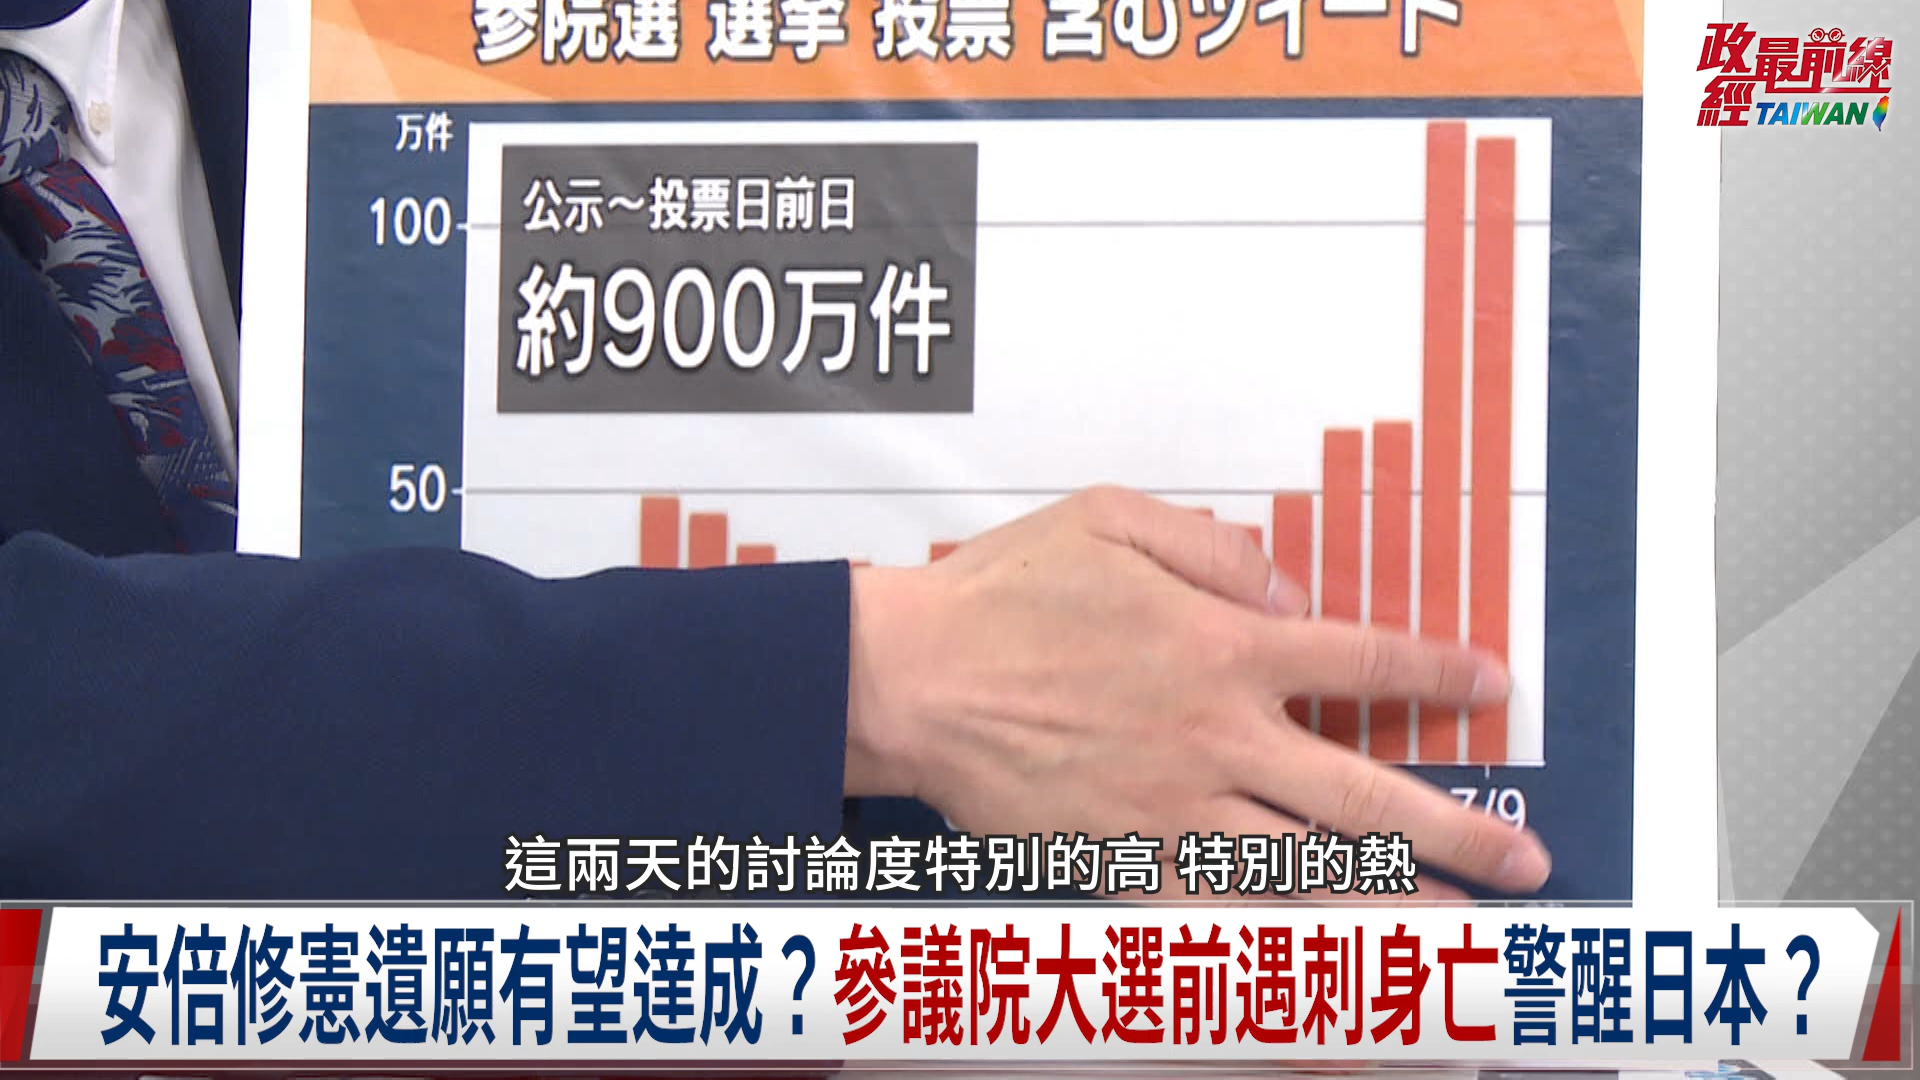 参院選 選挙 投票 含むツイート
政經最前線
TAIWAN
万件
100
公示～投票日前日
約900万件
50
7/9
這兩天的討論度特別的高 特別的熱
安倍修憲遺願有望達成？參議院大選前遇刺身亡警醒日本？